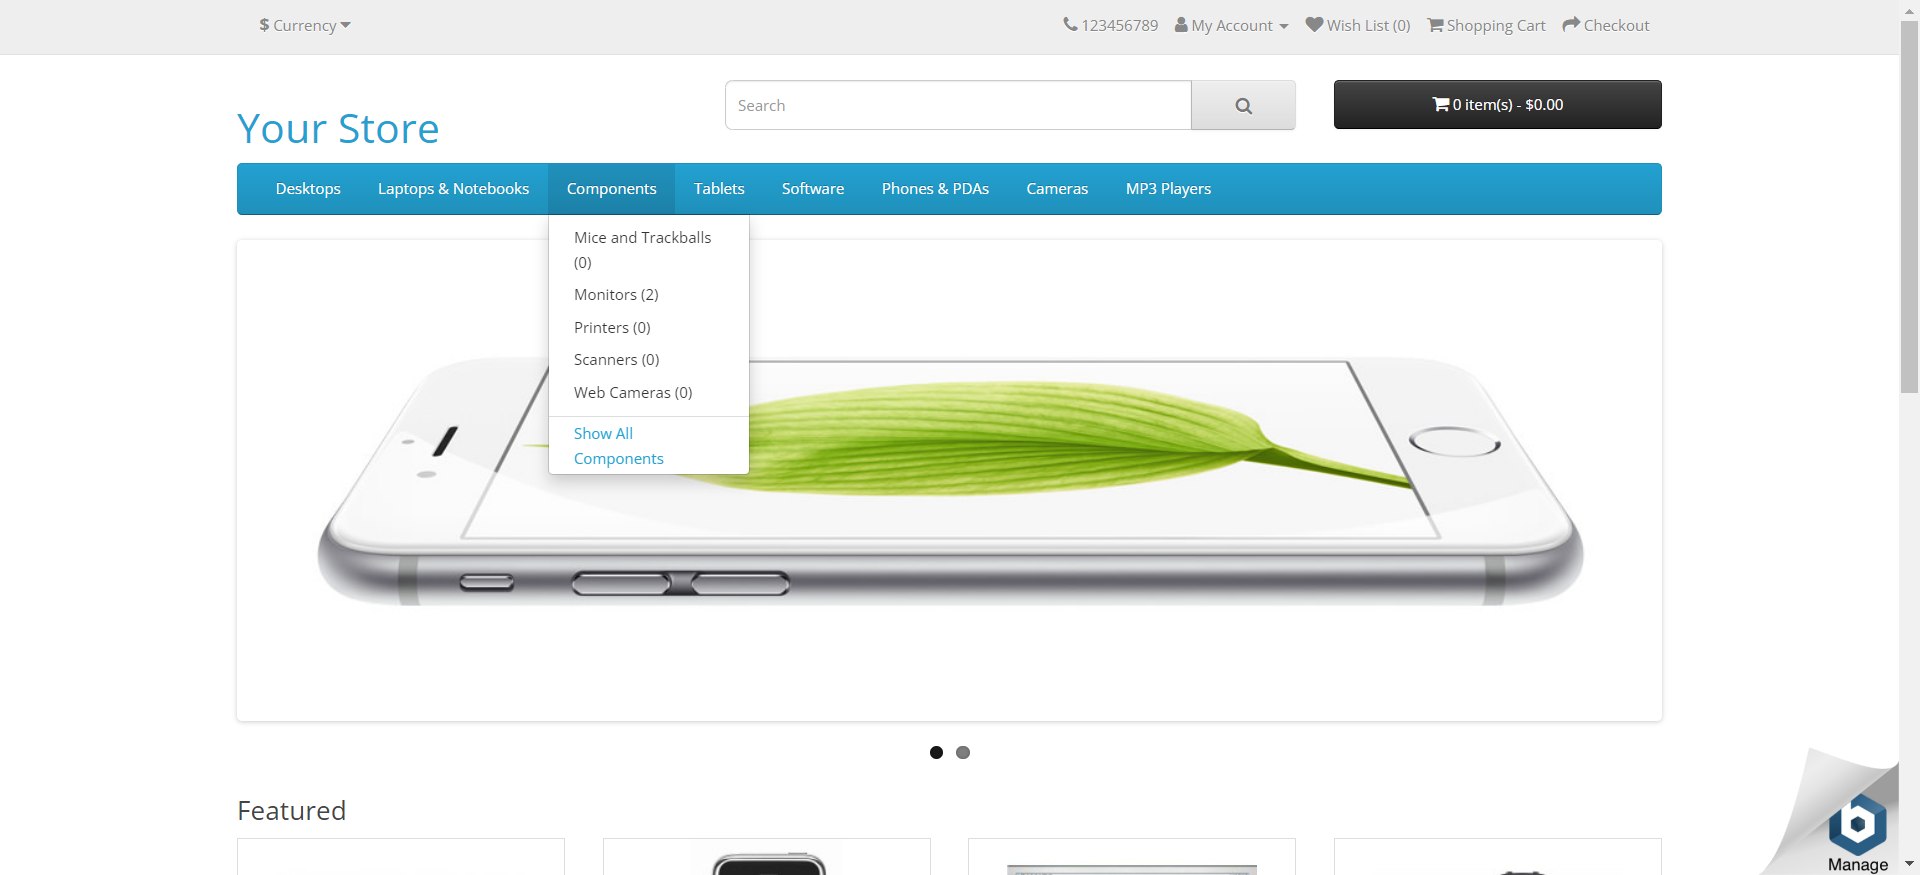 $ Currency
123456789 My Account Wish List (0) Shopping Cart Checkout
Your Store
Search
0 item(s) - $0.00
Desktops Laptops & Notebooks Components Tablets Software Phones & PDAs Cameras MP3 Players
Mice and Trackballs
(0)
Monitors (2)
Printers (0)
Scanners (0)
Web Cameras (0)
Show All
Components
Featured
b
Manage